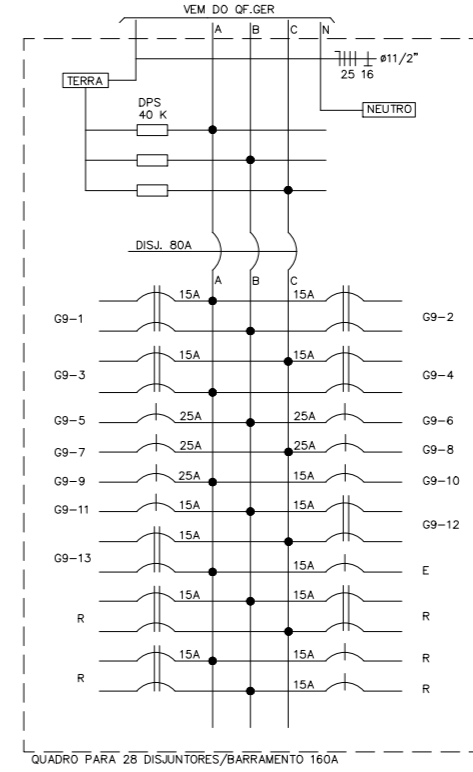 VEM DO QF.GER
A B C N
ø11/2"
25 16
TERRA
NEUTRO
DPS
40 K
DISJ. 80A
A B C
15A 15A
G9-1 G9-2
15A 15A
G9-3 G9-4
G9-5 25A 25A G9-6
G9-7 25A 25A G9-8
G9-9 25A 15A G9-10
G9-11 15A 15A
G9-12
15A
G9-13
15A E
15A 15A
R R
15A 15A R
R
15A R
QUADRO PARA 28 DISJUNTORES/BARRAMENTO 160A